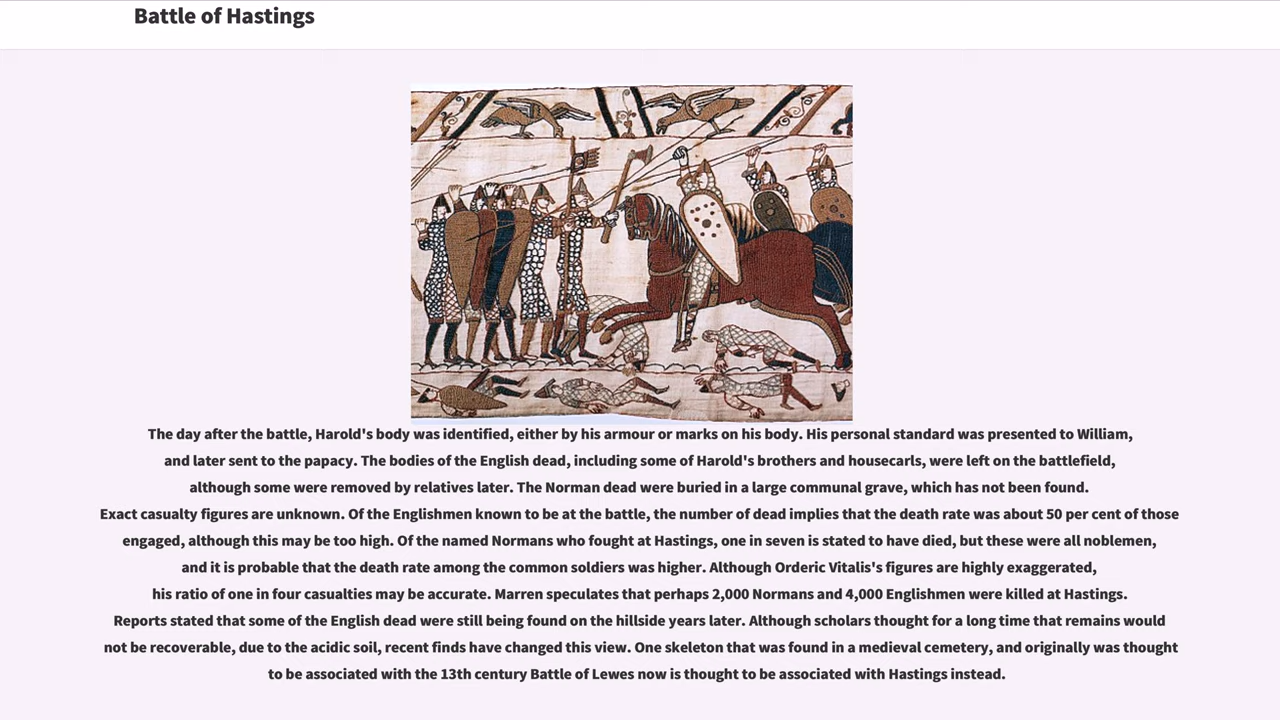 Battle of Hastings
The day after the battle, Harold's body was identified, either by his armour or marks on his body. His personal standard was presented to William,
and later sent to the papacy. The bodies of the English dead, including some of Harold's brothers and housecarls, were left on the battlefield,
although some were removed by relatives later. The Norman dead were buried in a large communal grave, which has not been found.
Exact casualty figures are unknown. Of the Englishmen known to be at the battle, the number of dead implies that the death rate was about 50 per cent of those
engaged, although this may be too high. Of the named Normans who fought at Hastings, one in seven is stated to have died, but these were all noblemen,
and it is probable that the death rate among the common soldiers was higher. Although Orderic Vitalis's figures are highly exaggerated,
his ratio of one in four casualties may be accurate. Marren speculates that perhaps 2,000 Normans and 4,000 Englishmen were killed at Hastings.
Reports stated that some of the English dead were still being found on the hillside years later. Although scholars thought for a long time that remains would
not be recoverable, due to the acidic soil, recent finds have changed this view. One skeleton that was found in a medieval cemetery, and originally was thought
to be associated with the 13th century Battle of Lewes now is thought to be associated with Hastings instead.